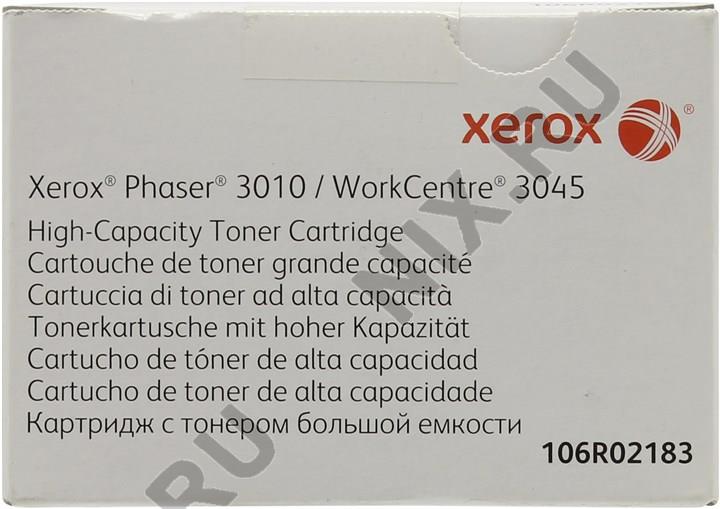 xerox®
Xerox® Phaser® 3010 / WorkCentre® 3045
High-Capacity Toner Cartridge
Cartouche de toner grande capacité
Cartuccia di toner ad alta capacità
Tonerkartusche mit hoher Kapazität
Cartucho de tóner de alta capacidad
Cartucho de toner de alta capacidade
Картридж с тонером большой емкости
106R02183
NIX.RU
RU